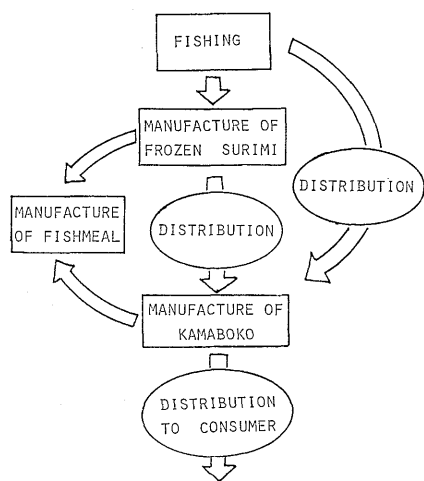 FISHING
MANUFACTURE OF
FROZEN SURIMI
DISTRIBUTION
MANUFACTURE
OF FISHMEAL
DISTRIBUTION
MANUFACTURE OF
KAMABOKO
DISTRIBUTION
TO CONSUMER